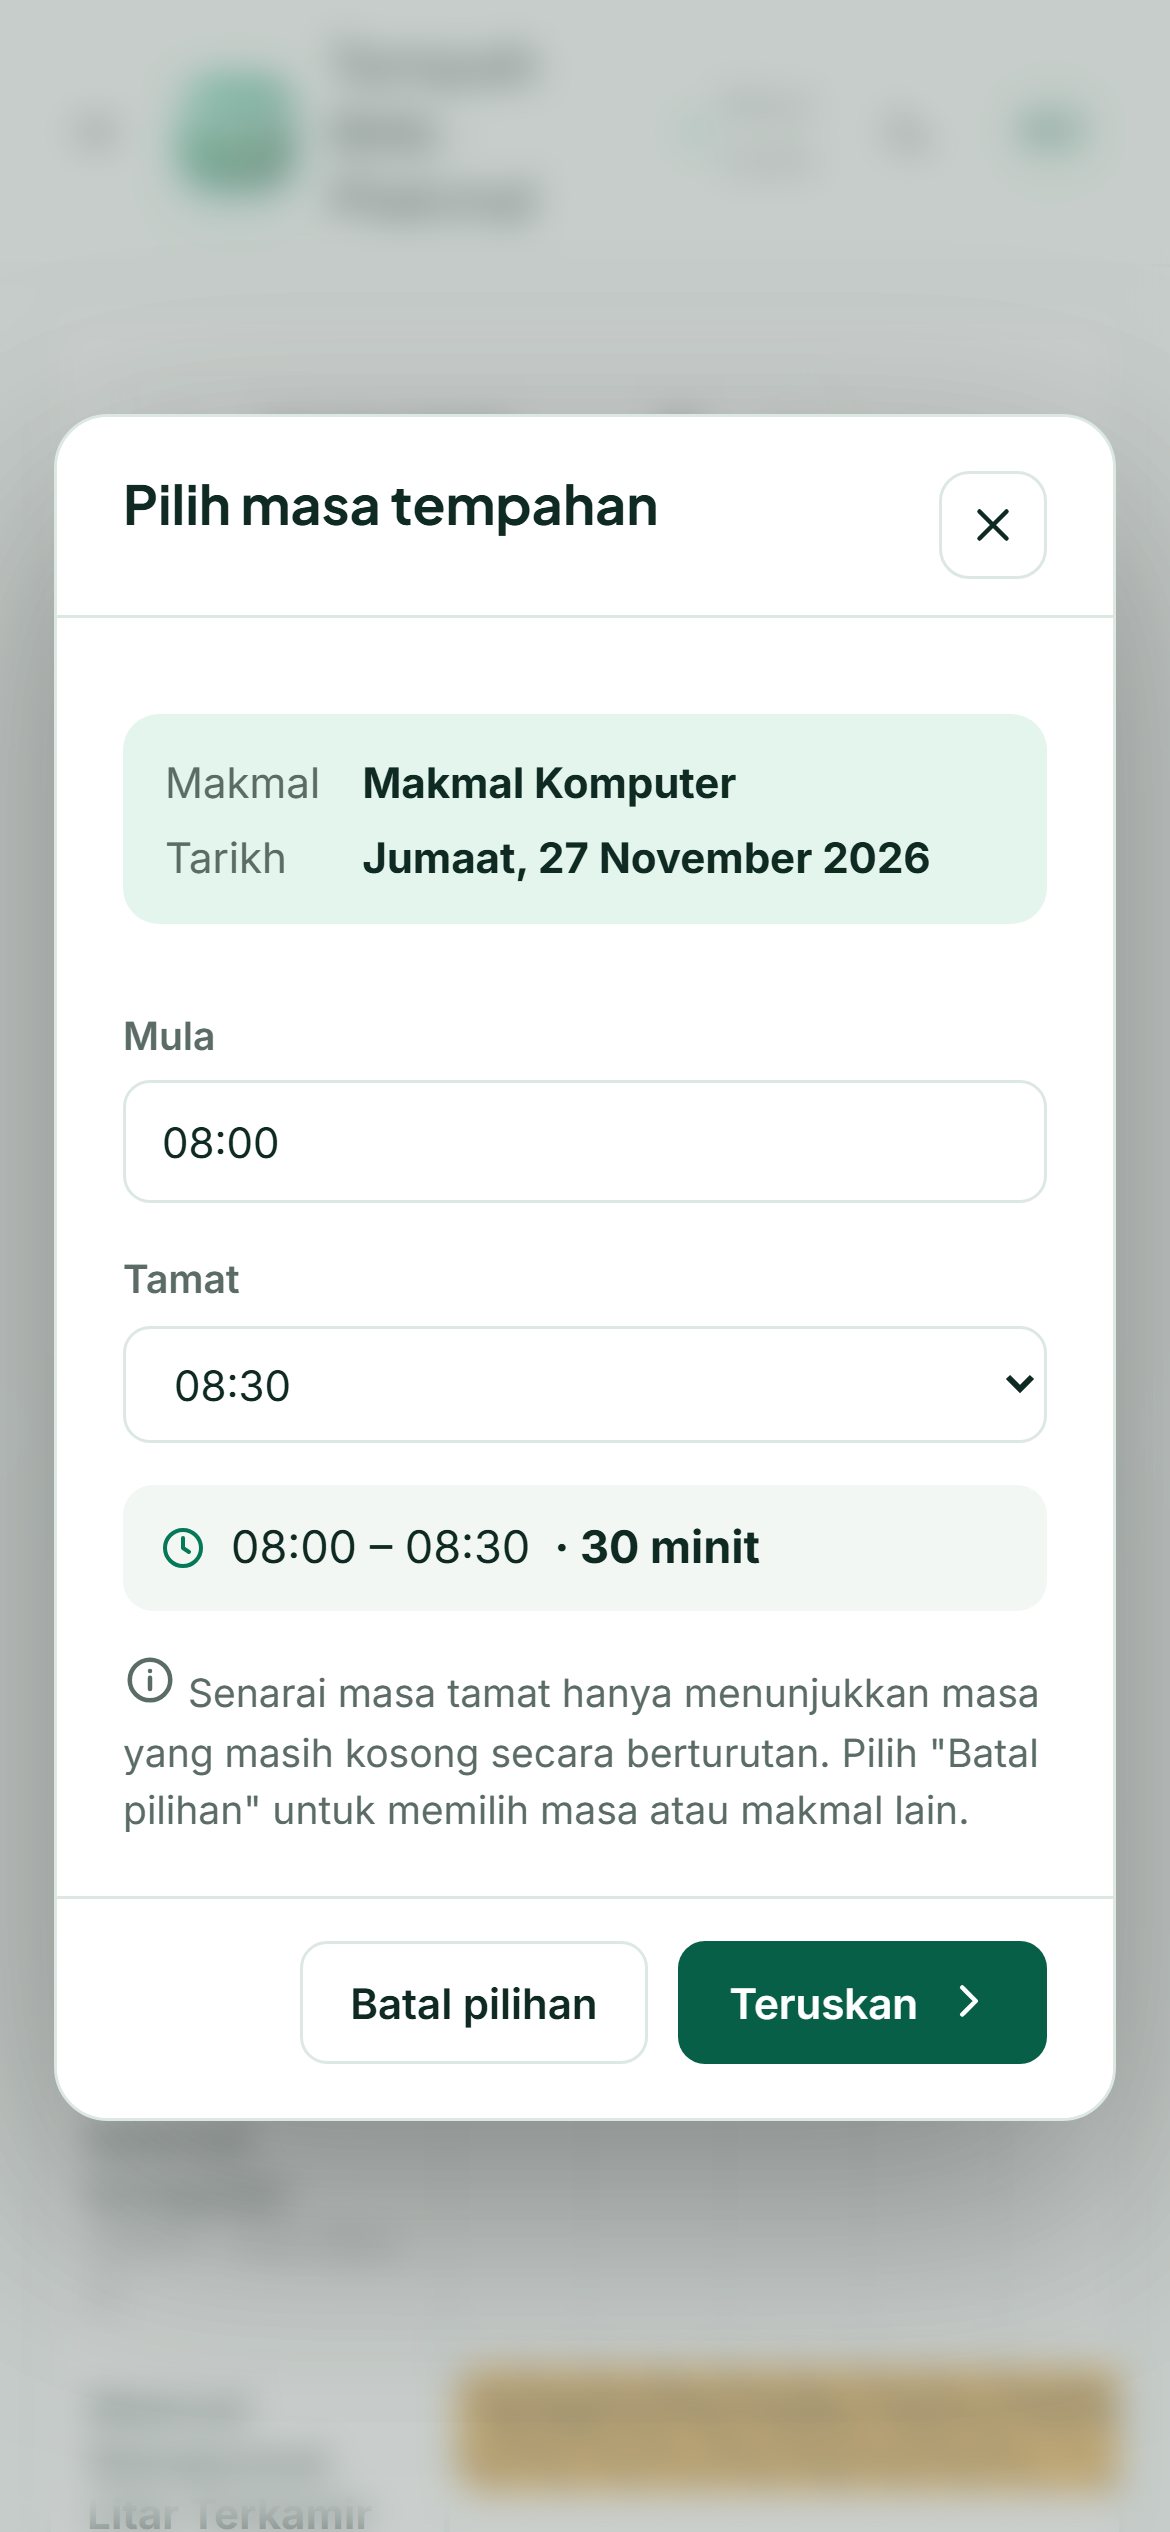 Pilih masa tempahan
Makmal Makmal Komputer
Tarikh Jumaat, 27 November 2026
Mula
08:00
Tamat
08:30
08:00 – 08:30 · 30 minit
Senarai masa tamat hanya menunjukkan masa
yang masih kosong secara berturutan. Pilih "Batal
pilihan" untuk memilih masa atau makmal lain.
Batal pilihan
Teruskan
Litar Terkamir